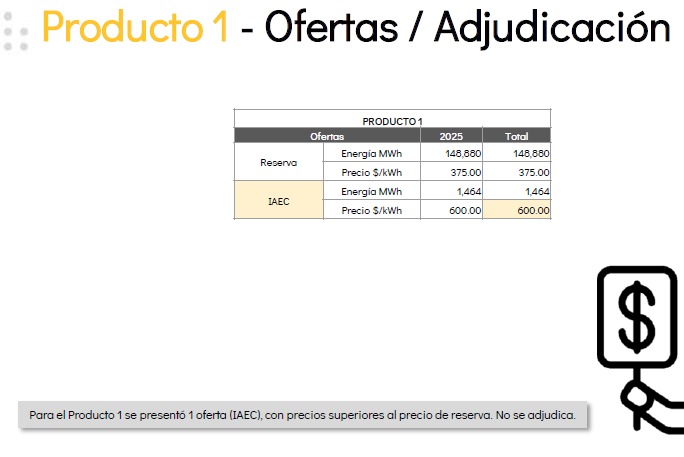 Producto 1 - Ofertas / Adjudicación
PRODUCTO 1
Ofertas 2025 Total
Reserva Energía MWh 148,880 148,880
Precio $/kWh 375.00 375.00
IAEC Energía MWh 1,464 1,464
Precio $/kWh 600.00 600.00
$
Para el Producto 1 se presentó 1 oferta (IAEC), con precios superiores al precio de reserva. No se adjudica.